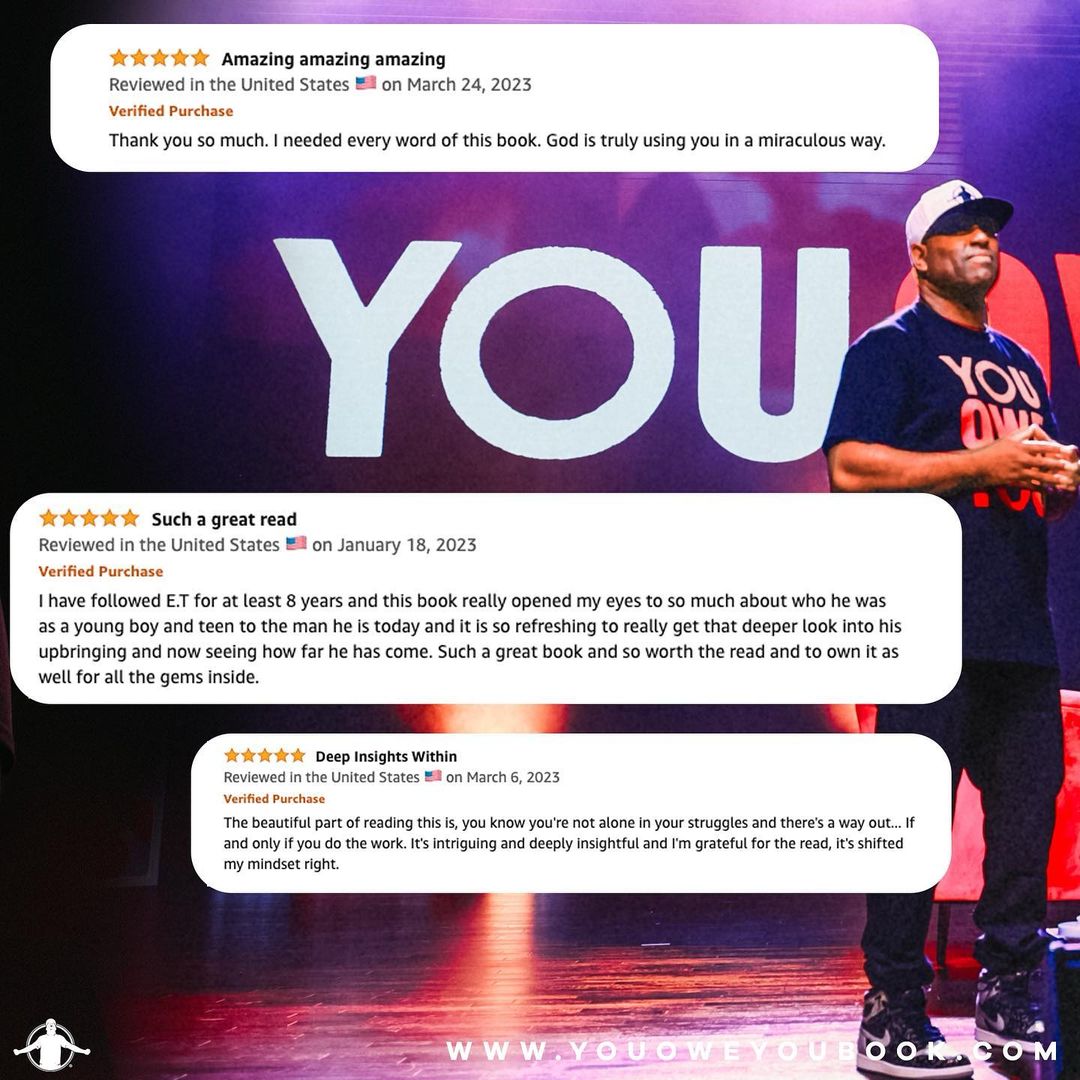 Amazing amazing amazing
Reviewed in the United States on March 24, 2023
Verified Purchase
Thank you so much. I needed every word of this book. God is truly using you in a miraculous way.
YOU
YOU
OWE
YOU
Such a great read
Reviewed in the United States on January 18, 2023
Verified Purchase
I have followed E.T for at least 8 years and this book really opened my eyes to so much about who he was
as a young boy and teen to the man he is today and it is so refreshing to really get that deeper look into his
upbringing and now seeing how far he has come. Such a great book and so worth the read and to own it as
well for all the gems inside.
Deep Insights Within
Reviewed in the United States on March 6, 2023
Verified Purchase
The beautiful part of reading this is, you know you're not alone in your struggles and there's a way out... If
and only if you do the work. It's intriguing and deeply insightful and I'm grateful for the read, it's shifted
my mindset right.
WWW.YOUOWEYOUBOOK.COM